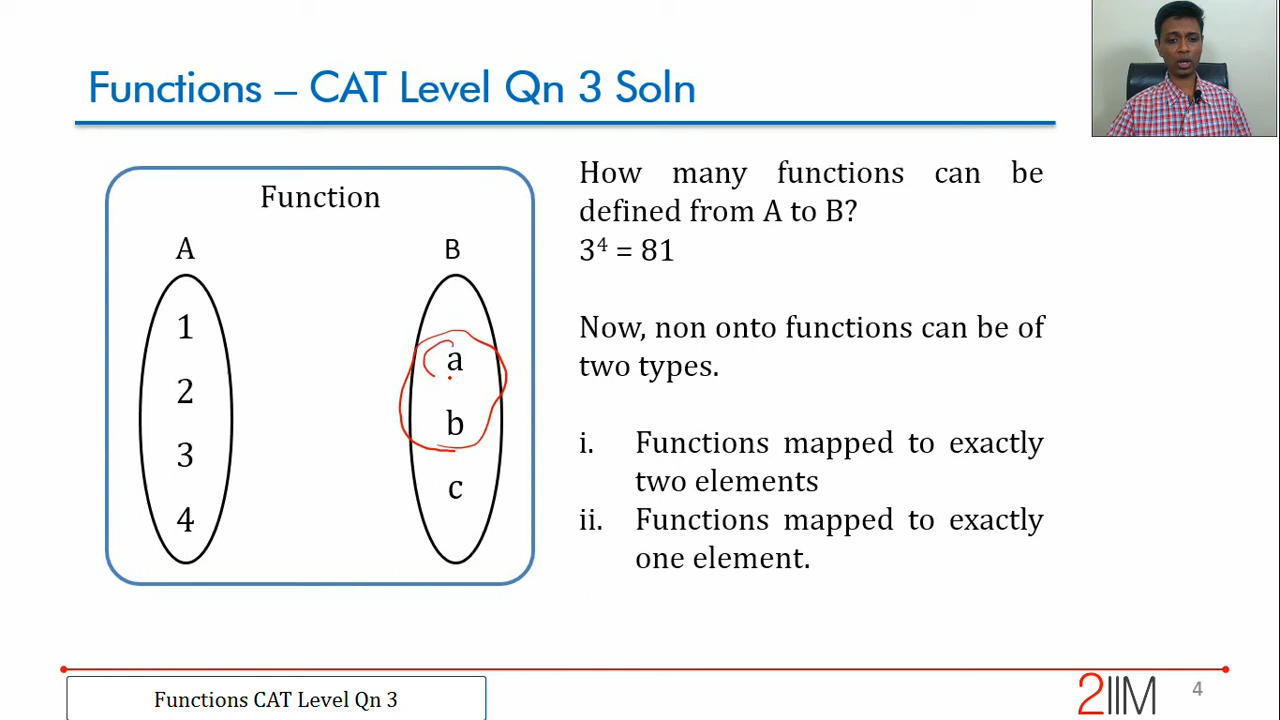 Functions – CAT Level Qn 3 Soln
Function
A
B
1
2
3
4
a
b
c
How many functions can be
defined from A to B?
3⁴ = 81
Now, non onto functions can be of
two types.
i. Functions mapped to exactly
two elements
ii. Functions mapped to exactly
one element.
Functions CAT Level Qn 3
2IIM
4